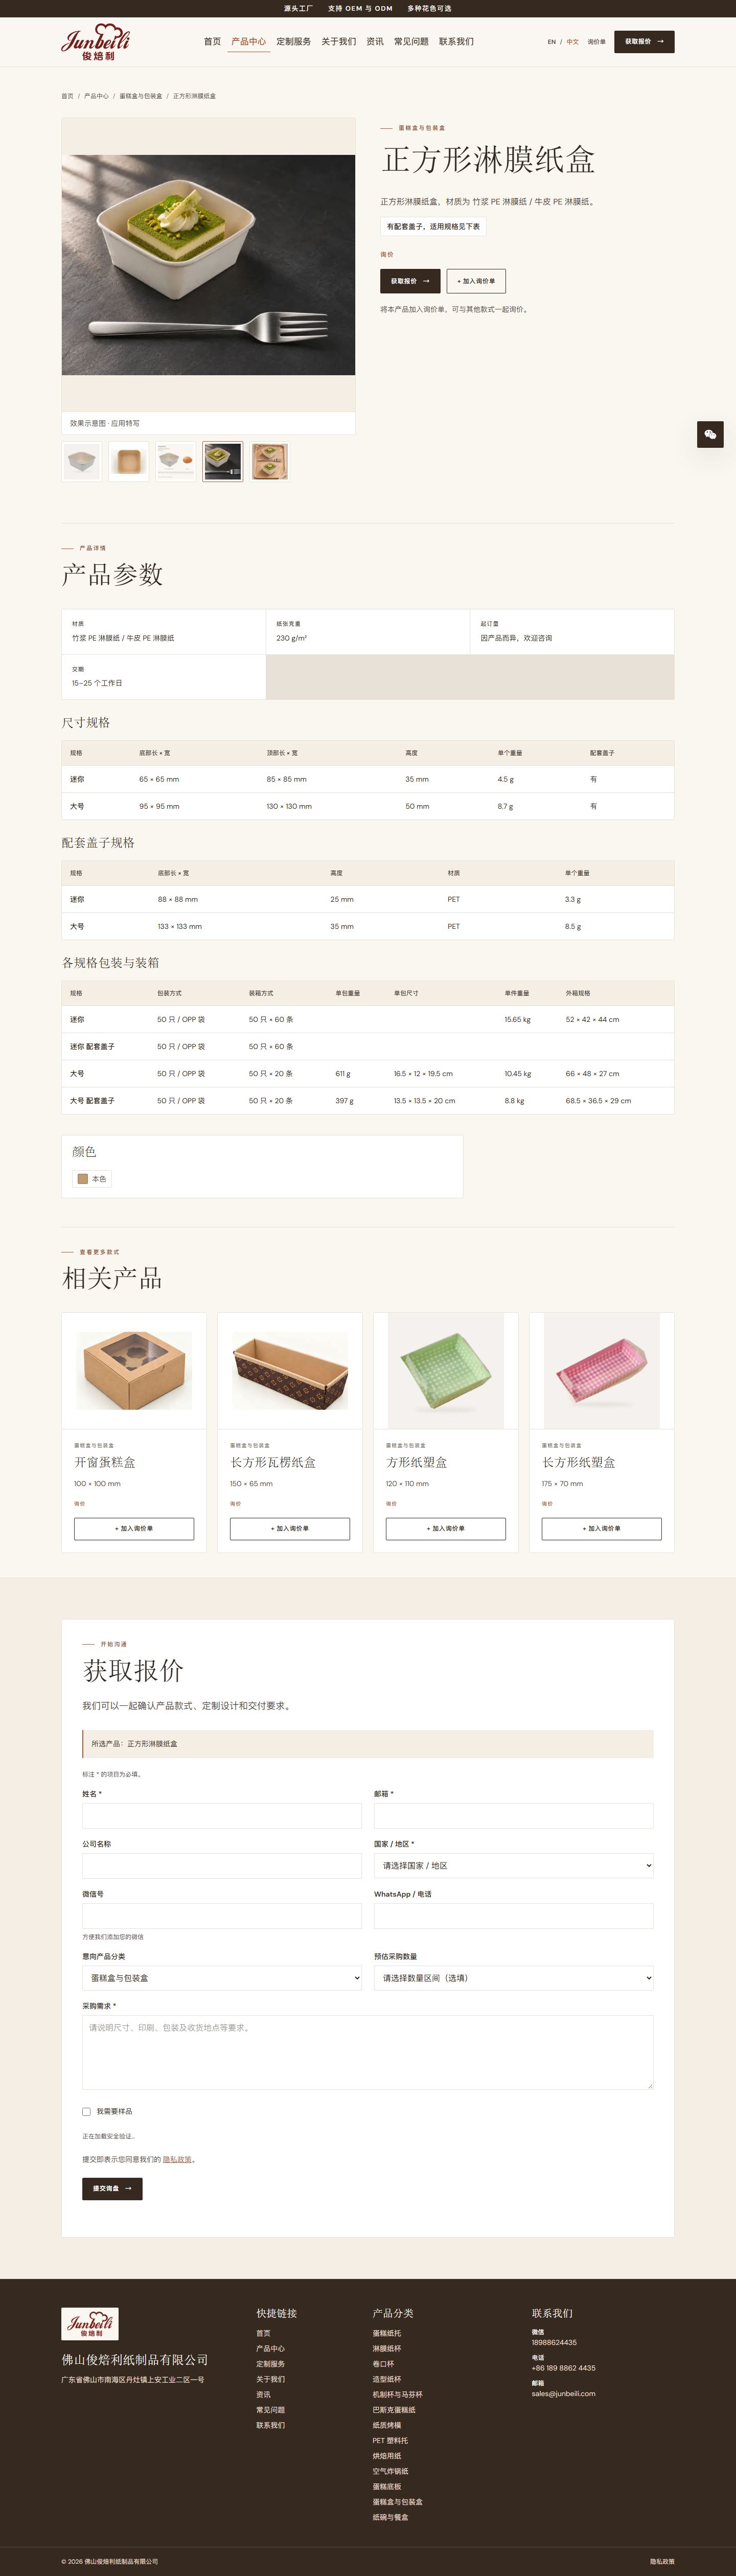 源头工厂 支持 OEM 与 ODM 多种花色可选
Junbeili
俊焙利
首页 产品中心 定制服务 关于我们 资讯 常见问题 联系我们
EN / 中文 询价单 获取报价 →
首页 / 产品中心 / 蛋糕盒与包装盒 / 正方形淋膜纸盒
蛋糕盒与包装盒
正方形淋膜纸盒
正方形淋膜纸盒，材质为 竹浆 PE 淋膜纸 / 牛皮 PE 淋膜纸。
有配套盖子，适用规格见下表
询价
获取报价 →
+ 加入询价单
将本产品加入询价单，可与其他款式一起询价。
效果示意图 · 应用特写
产品详情
产品参数
材质
竹浆 PE 淋膜纸 / 牛皮 PE 淋膜纸
纸张克重
230 g/m²
起订量
因产品而异，欢迎咨询
交期
15–25 个工作日
尺寸规格
规格 底部长 × 宽 顶部长 × 宽 高度 单个重量 配套盖子
迷你 65 × 65 mm 85 × 85 mm 35 mm 4.5 g 有
大号 95 × 95 mm 130 × 130 mm 50 mm 8.7 g 有
配套盖子规格
规格 底部长 × 宽 高度 材质 单个重量
迷你 88 × 88 mm 25 mm PET 3.3 g
大号 133 × 133 mm 35 mm PET 8.5 g
各规格包装与装箱
规格 包装方式 装箱方式 单包重量 单包尺寸 单件重量 外箱规格
迷你 50 只 / OPP 袋 50 只 × 60 条 15.65 kg 52 × 42 × 44 cm
迷你 配套盖子 50 只 / OPP 袋 50 只 × 60 条
大号 50 只 / OPP 袋 50 只 × 20 条 611 g 16.5 × 12 × 19.5 cm 10.45 kg 66 × 48 × 27 cm
大号 配套盖子 50 只 / OPP 袋 50 只 × 20 条 397 g 13.5 × 13.5 × 20 cm 8.8 kg 68.5 × 36.5 × 29 cm
颜色
本色
查看更多款式
相关产品
蛋糕盒与包装盒
开窗蛋糕盒
100 × 100 mm
询价
+ 加入询价单
蛋糕盒与包装盒
长方形瓦楞纸盒
150 × 65 mm
询价
+ 加入询价单
蛋糕盒与包装盒
方形纸塑盒
120 × 110 mm
询价
+ 加入询价单
蛋糕盒与包装盒
长方形纸塑盒
175 × 70 mm
询价
+ 加入询价单
开始沟通
获取报价
我们可以一起确认产品款式、定制设计和交付要求。
所选产品：正方形淋膜纸盒
标注 * 的项目为必填。
姓名 * 邮箱 *
公司名称 国家 / 地区 *
请选择国家 / 地区
微信号 WhatsApp / 电话
方便我们添加您的微信
意向产品分类 预估采购数量
蛋糕盒与包装盒 请选择数量区间（选填）
采购需求 *
请说明尺寸、印刷、包装及收货地点等要求。
我需要样品
正在加载安全验证…
提交即表示您同意我们的 隐私政策。
提交询盘 →
Junbeili
俊焙利
佛山俊焙利纸制品有限公司
广东省佛山市南海区丹灶镇上安工业二区一号
快捷链接
首页
产品中心
定制服务
关于我们
资讯
常见问题
联系我们
产品分类
蛋糕纸托
淋膜纸杯
卷口杯
造型纸杯
机制杯与马芬杯
巴斯克蛋糕纸
纸质烤模
PET 塑料托
烘焙用纸
空气炸锅纸
蛋糕底板
蛋糕盒与包装盒
纸碗与餐盒
联系我们
微信
18988624435
电话
+86 189 8862 4435
邮箱
sales@junbeili.com
© 2026 佛山俊焙利纸制品有限公司
隐私政策